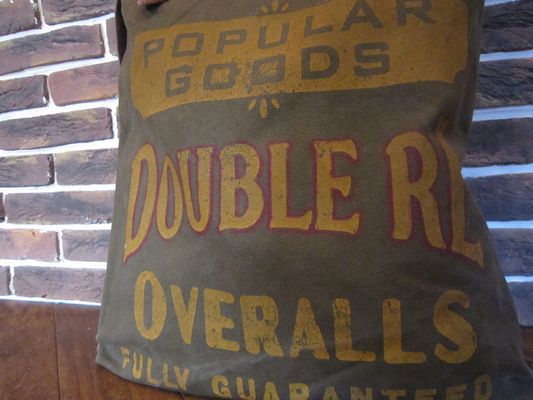 POPULAR
GOODS
DOUBLE RL
OVERALLS
FULLY GUARANTEED